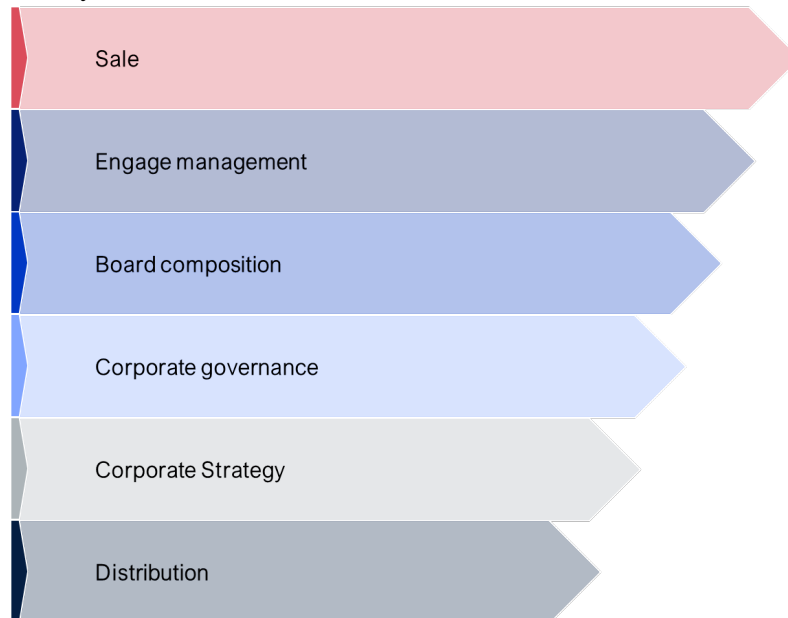 Sale
Engage management
Board composition
Corporate governance
Corporate Strategy
Distribution